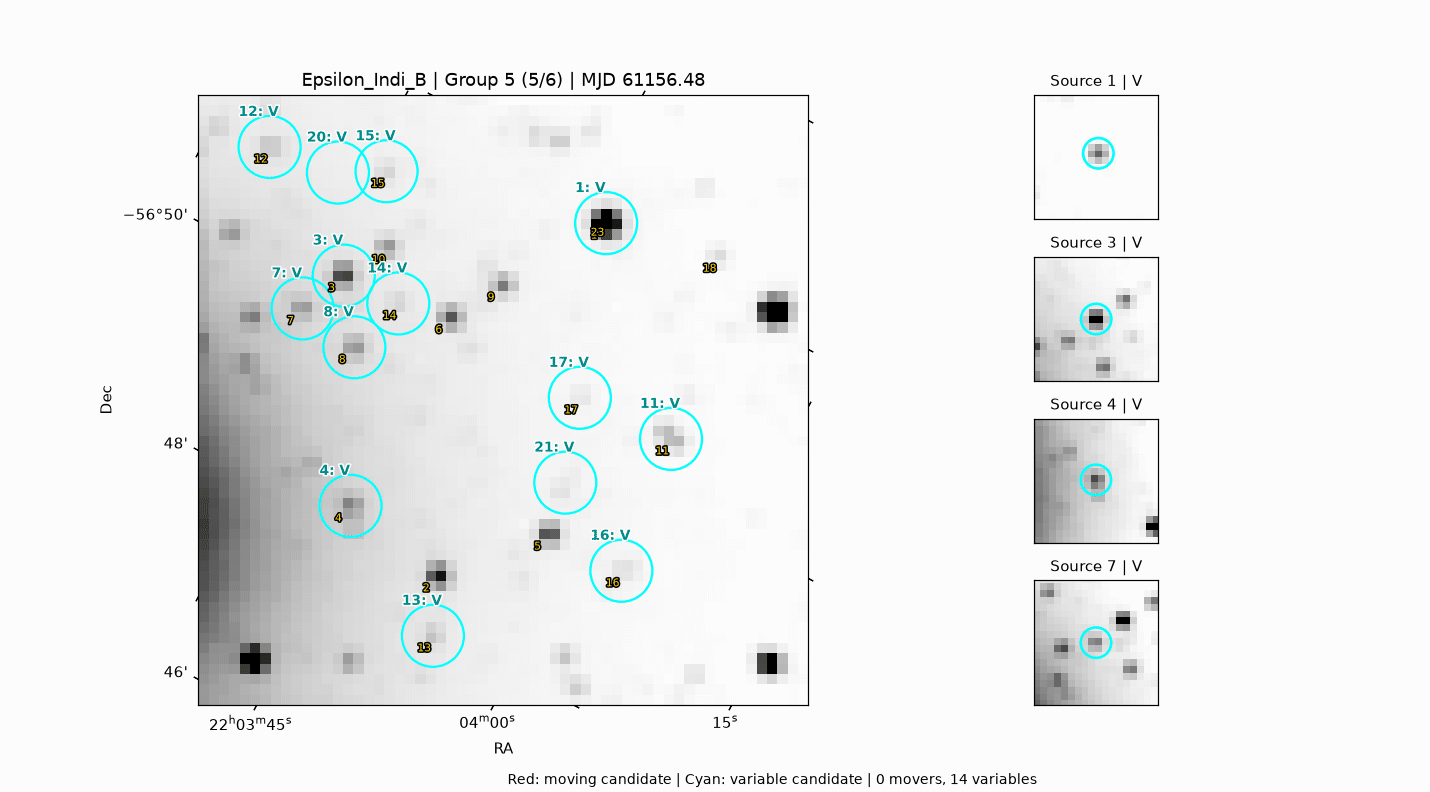 Epsilon_Indi_B | Group 5 (5/6) | MJD 61156.48
Source 1 | V
12: V
20: V
15: V
12
15
1: V
23
−56°50'
3: V
10
14: V
18
7: V
3
9
8: V
14
7
6
8
Source 3 | V
17: V
Dec
11: V
17
Source 4 | V
48'
21: V
11
4: V
4
16: V
5
2
16
13: V
13
Source 7 | V
46'
22ʰ03ᵐ45ˢ
04ᵐ00ˢ
15ˢ
RA
Red: moving candidate | Cyan: variable candidate | 0 movers, 14 variables